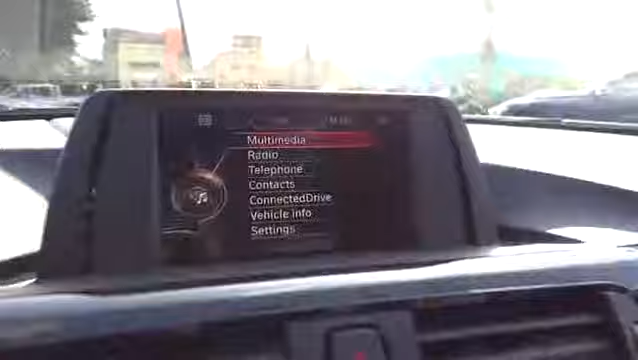 Multimedia
Radio
Telephone
Contacts
ConnectedDrive
Vehicle info
Settings